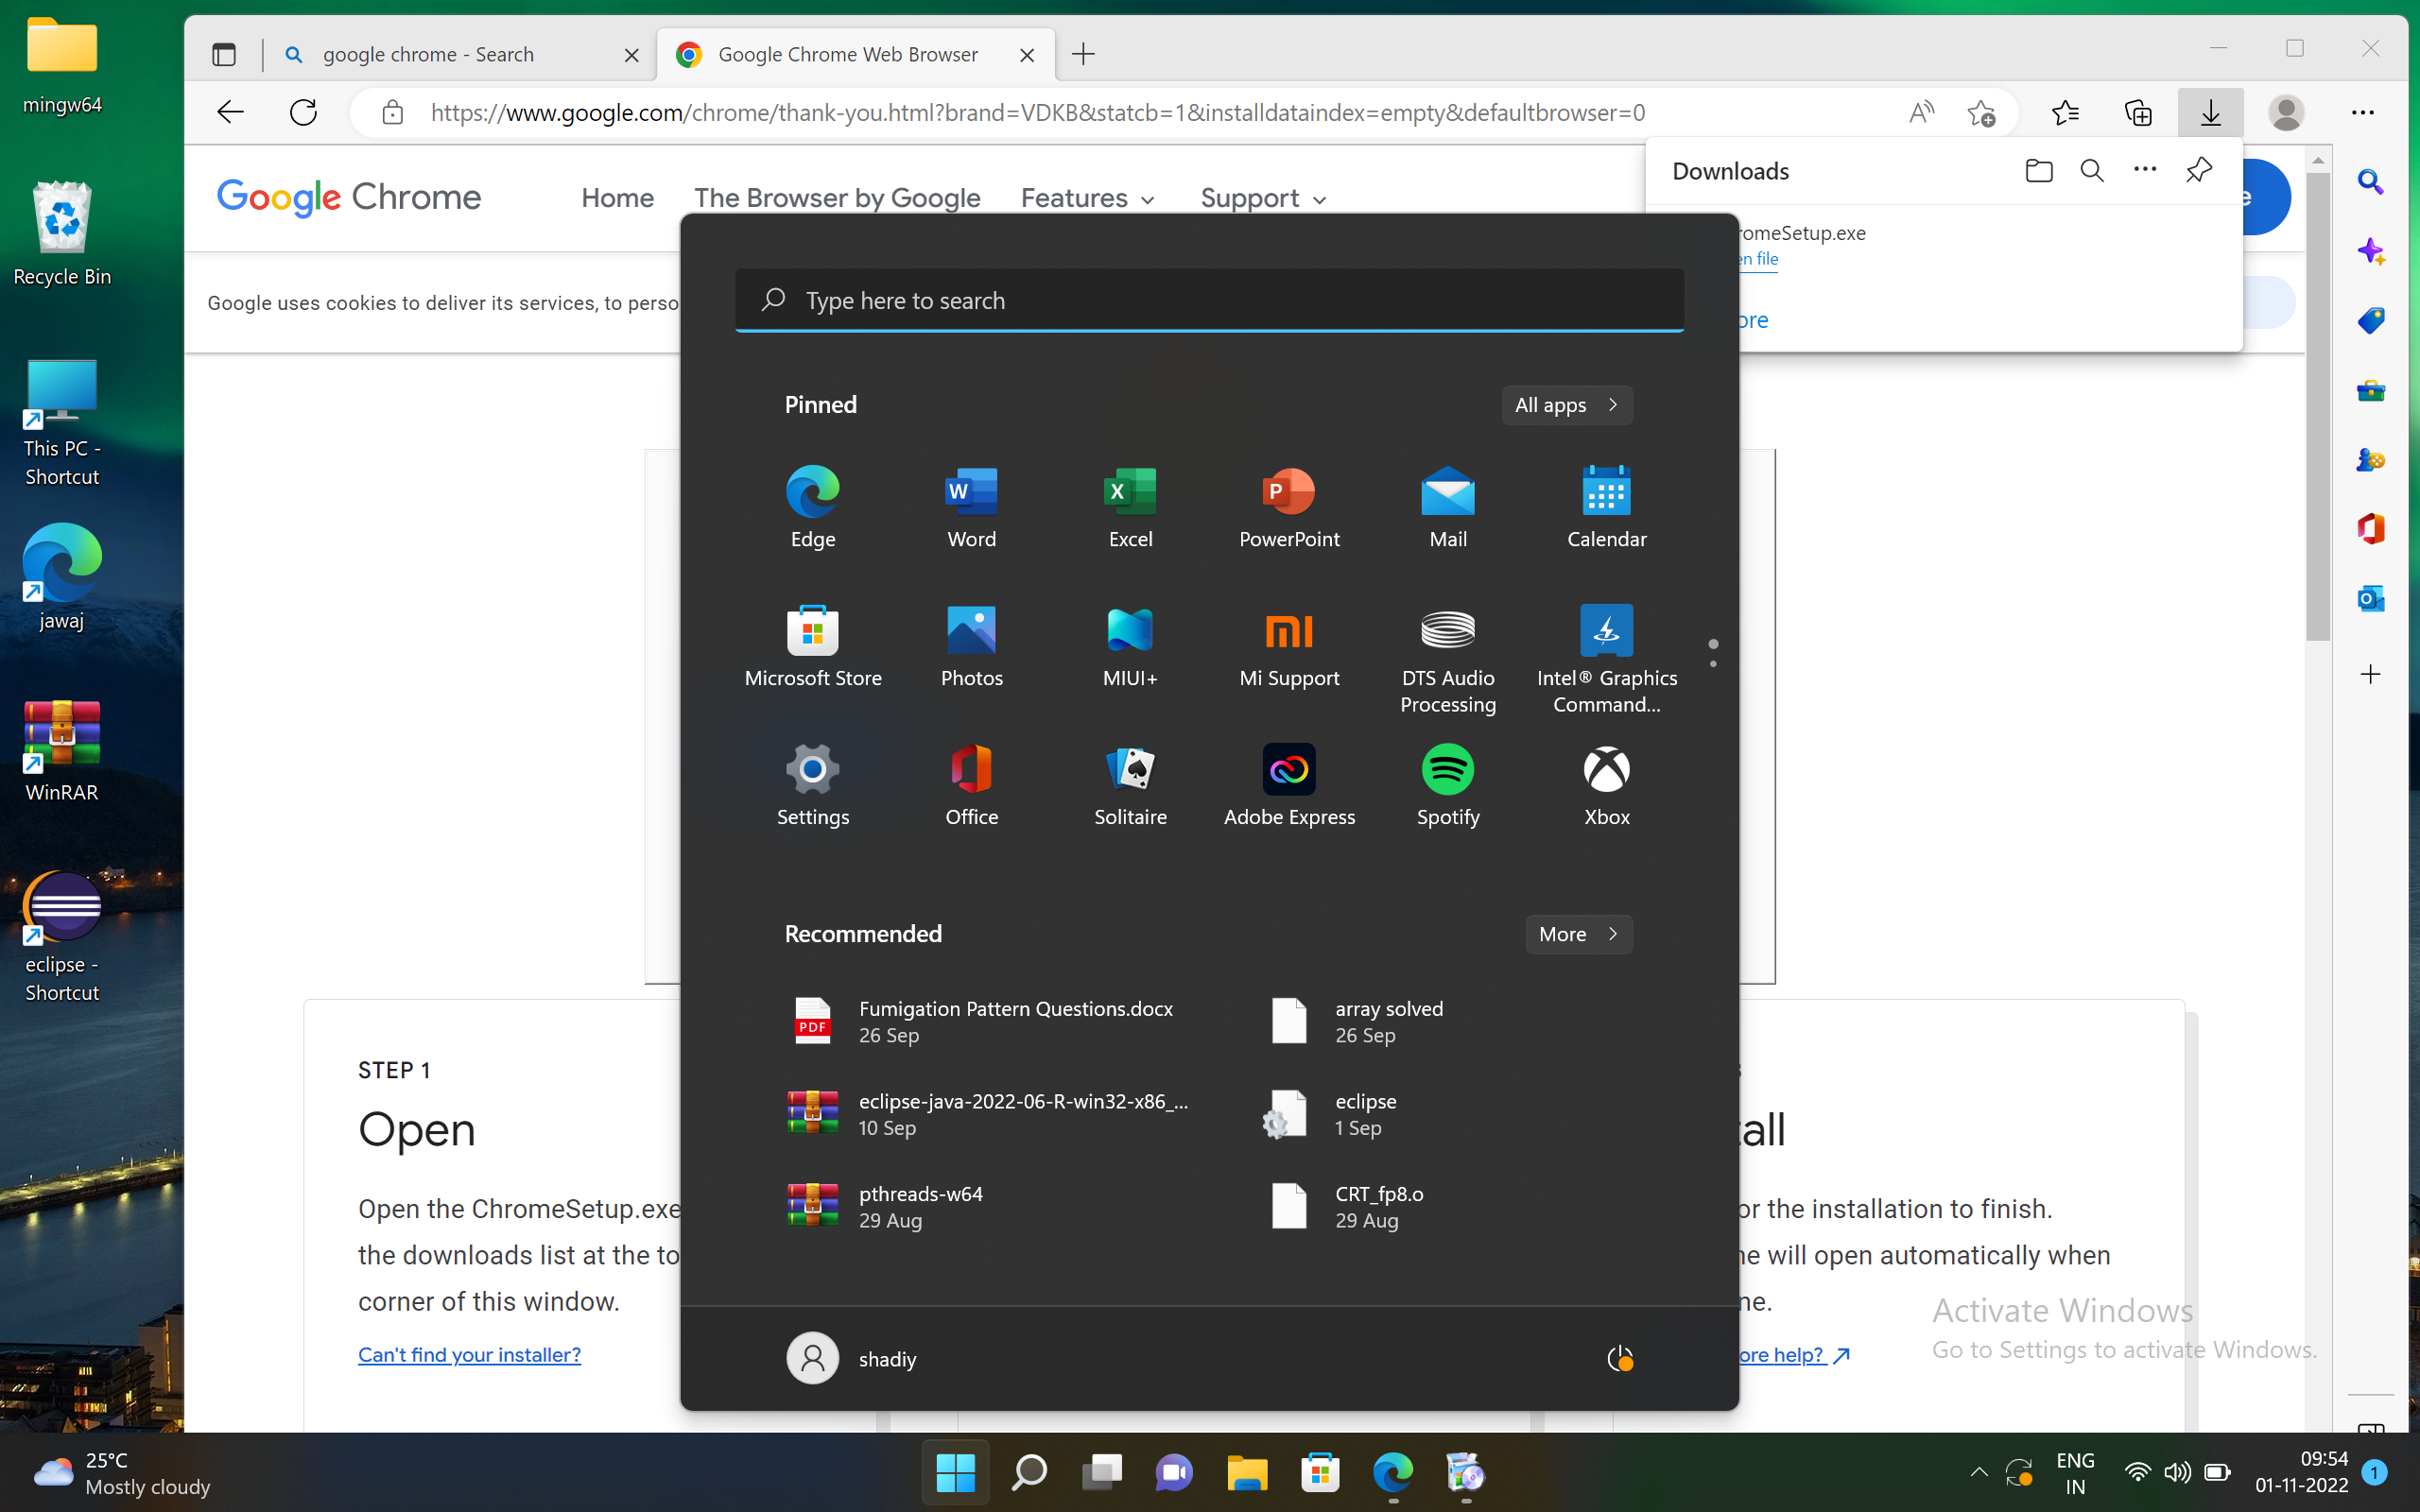 mingw64
Recycle Bin
This PC -
Shortcut
jawaj
WinRAR
eclipse -
Shortcut
google chrome - Search
Google Chrome Web Browser
https://www.google.com/chrome/thank-you.html?brand=VDKB&statcb=1&installdataindex=empty&defaultbrowser=0
Google Chrome
Home
The Browser by Google
Features
Support
Downloads
romeSetup.exe
en file
ore
e
Google uses cookies to deliver its services, to perso
Type here to search
Pinned
All apps
Edge
Word
Excel
PowerPoint
Mail
Calendar
Microsoft Store
Photos
MIUI+
Mi Support
DTS Audio
Processing
Intel® Graphics
Command...
Settings
Office
Solitaire
Adobe Express
Spotify
Xbox
Recommended
More
Fumigation Pattern Questions.docx
26 Sep
array solved
26 Sep
eclipse-java-2022-06-R-win32-x86_...
10 Sep
eclipse
1 Sep
pthreads-w64
29 Aug
CRT_fp8.o
29 Aug
shadiy
STEP 1
Open
Open the ChromeSetup.exe
the downloads list at the to
corner of this window.
Can't find your installer?
tall
or the installation to finish.
ne will open automatically when
ne.
ore help?
Activate Windows
Go to Settings to activate Windows.
25°C
Mostly cloudy
ENG
IN
09:54
01-11-2022
1